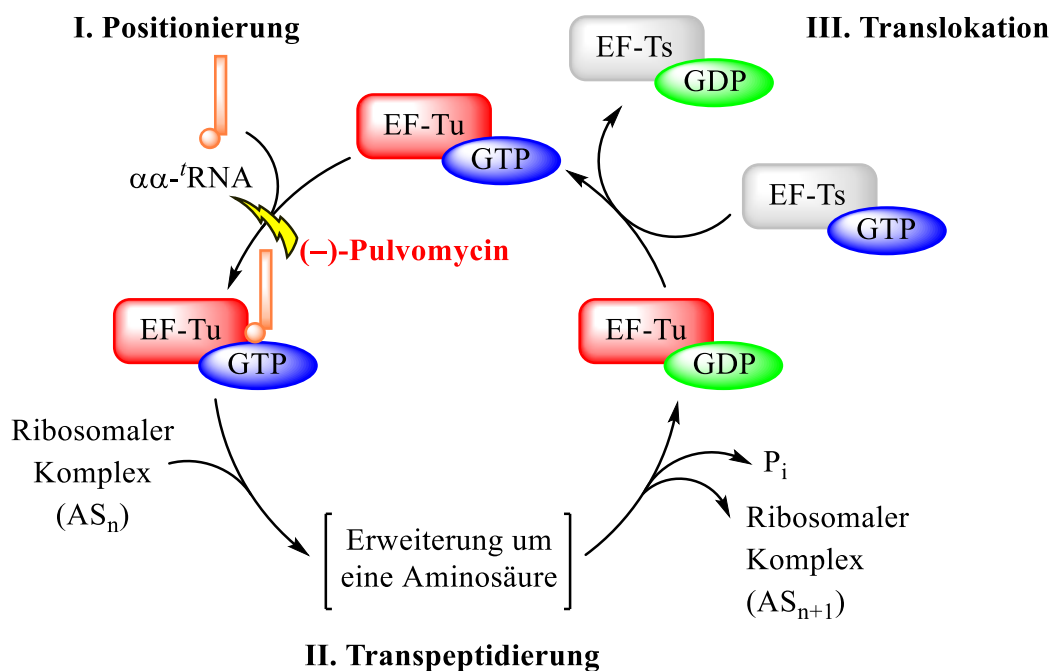 I. Positionierung
III. Translokation
EF-Ts
GDP
EF-Tu
GTP
αα-ᵗRNA
EF-Ts
GTP
(–)-Pulvomycin
EF-Tu
GTP
EF-Tu
GDP
Ribosomaler
Komplex
(ASₙ)
Pᵢ
Ribosomaler
Komplex
(ASₙ₊₁)
Erweiterung um
eine Aminosäure
II. Transpeptidierung